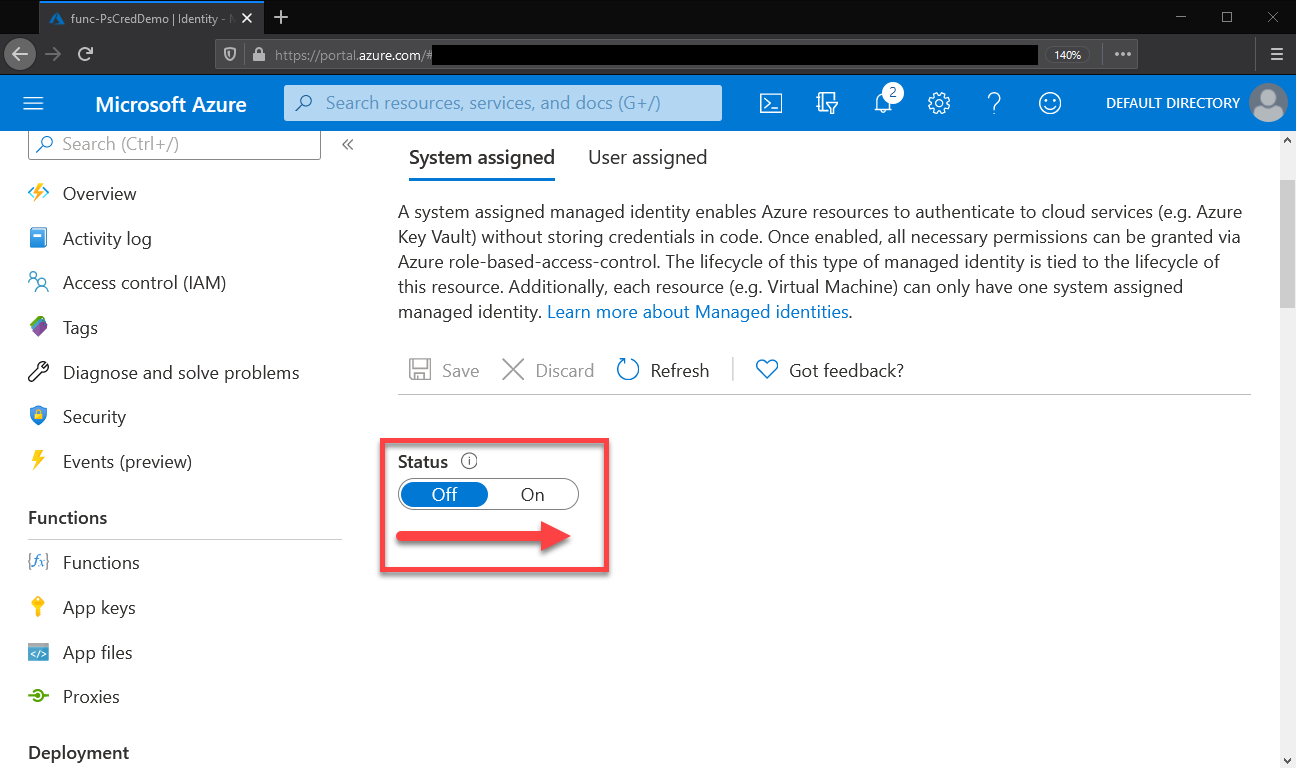 func-PsCredDemo | Identity -
https://portal.azure.com/#
140%
Microsoft Azure
Search resources, services, and docs (G+/)
2
DEFAULT DIRECTORY
Search (Ctrl+/)
Overview
Activity log
Access control (IAM)
Tags
Diagnose and solve problems
Security
Events (preview)
Functions
Functions
App keys
App files
Proxies
Deployment
System assigned
User assigned
A system assigned managed identity enables Azure resources to authenticate to cloud services (e.g. Azure
Key Vault) without storing credentials in code. Once enabled, all necessary permissions can be granted via
Azure role-based-access-control. The lifecycle of this type of managed identity is tied to the lifecycle of
this resource. Additionally, each resource (e.g. Virtual Machine) can only have one system assigned
managed identity. Learn more about Managed identities.
Save
Discard
Refresh
Got feedback?
Status
Off
On